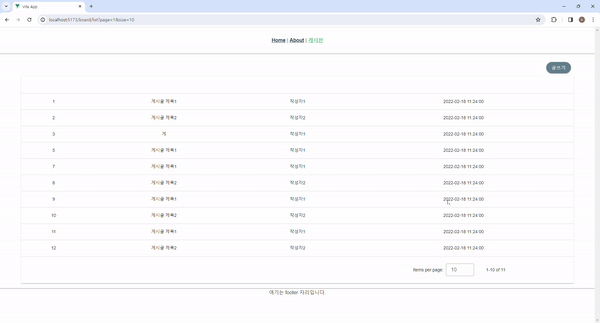 Vite App
localhost:5173/board/list?page=1&size=10
Home | About | 게시판
글쓰기
1 게시글 제목1 작성자1 2022-02-18 11:24:00
2 게시글 제목2 작성자2 2022-02-18 11:24:00
3 게 작성자1 2022-02-18 11:24:00
5 게시글 제목1 작성자1 2022-02-18 11:24:00
7 게시글 제목1 작성자1 2022-02-18 11:24:00
8 게시글 제목2 작성자2 2022-02-18 11:24:00
9 게시글 제목1 작성자1 2022-02-18 11:24:00
10 게시글 제목2 작성자2 2022-02-18 11:24:00
11 게시글 제목1 작성자1 2022-02-18 11:24:00
12 게시글 제목2 작성자2 2022-02-18 11:24:00
Items per page: 10 1-10 of 11
여기는 footer 자리입니다.